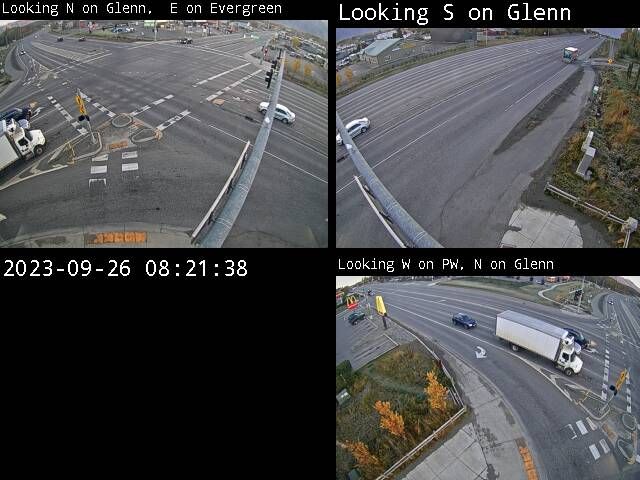 Looking N on Glenn, E on Evergreen
Looking S on Glenn
2023-09-26 08:21:38
Looking W on PW, N on Glenn